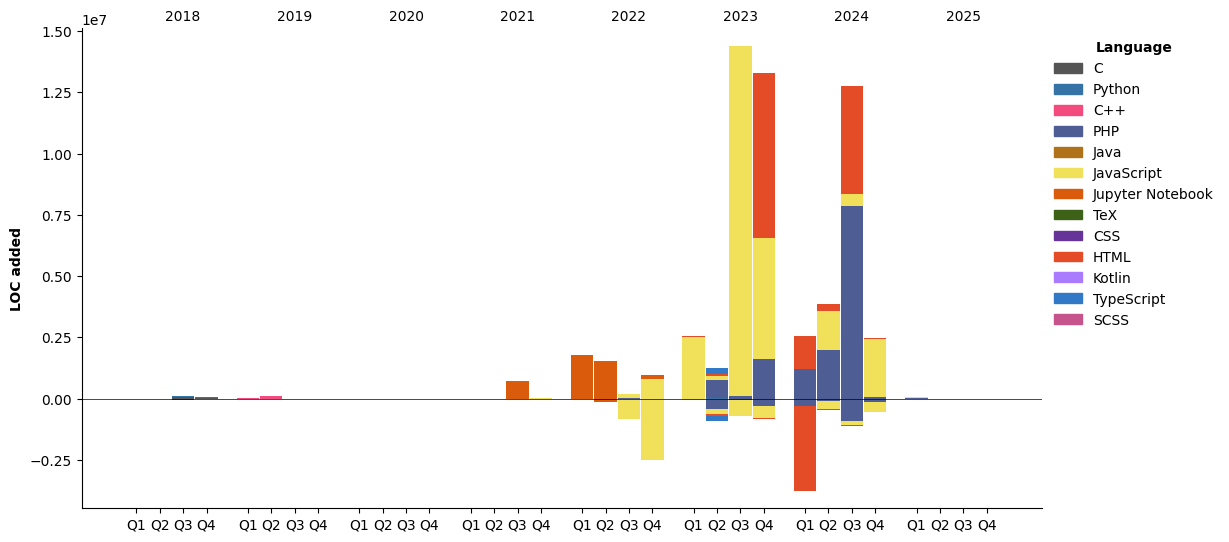 2018 2019 2020 2021 2022 2023 2024 2025
1e7
1.50
1.25
1.00
0.75
0.50
0.25
0.00
−0.25
LOC added
Q1 Q2 Q3 Q4 Q1 Q2 Q3 Q4 Q1 Q2 Q3 Q4 Q1 Q2 Q3 Q4 Q1 Q2 Q3 Q4 Q1 Q2 Q3 Q4 Q1 Q2 Q3 Q4 Q1 Q2 Q3 Q4
Language
C
Python
C++
PHP
Java
JavaScript
Jupyter Notebook
TeX
CSS
HTML
Kotlin
TypeScript
SCSS